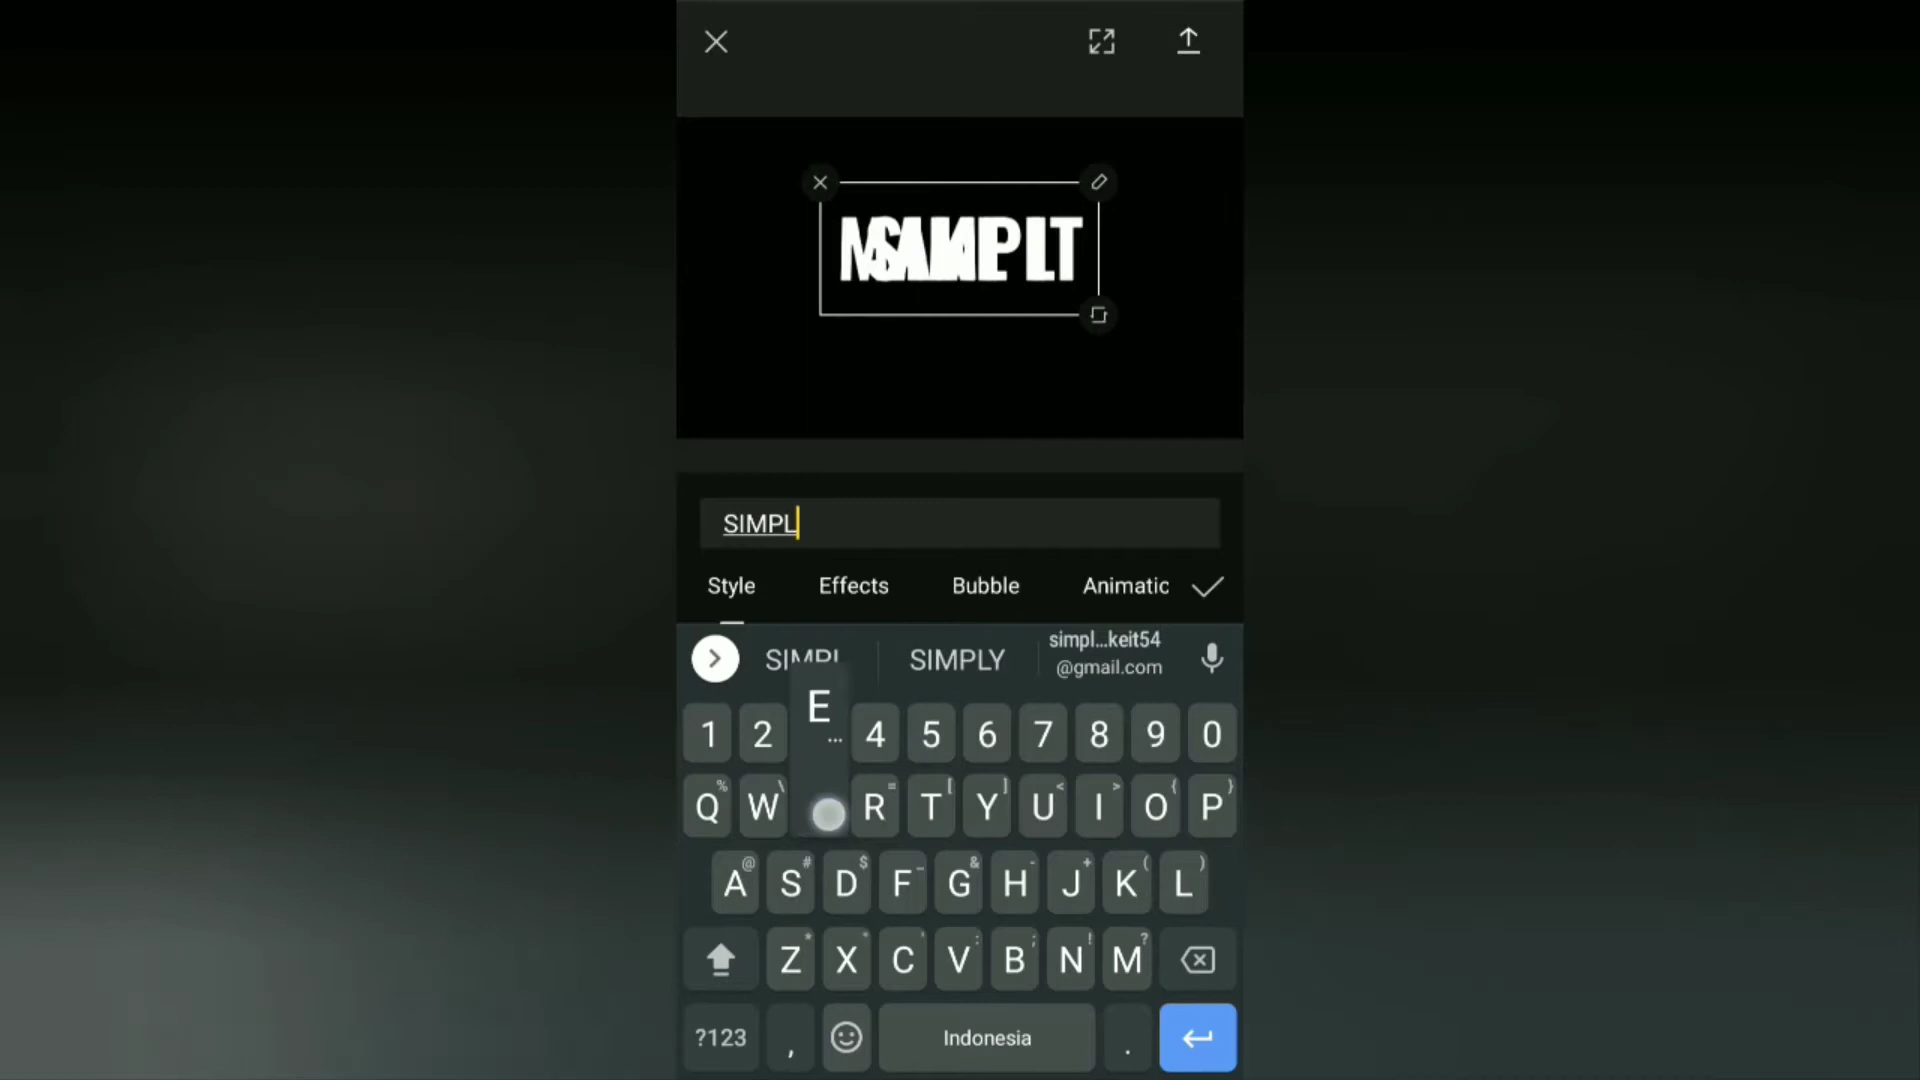 SIMPL
Style Effects Bubble Animatic
SIMPL SIMPLY simpl...keit54
@gmail.com
E
...
1 2 4 5 6 7 8 9 0
Q % W \ R = T [ Y ] U < I > O { P }
A @ S # D $ F _ G & H - J + K ( L )
Z * X " C ' V : B ; N ! M ?
?123 , Indonesia .